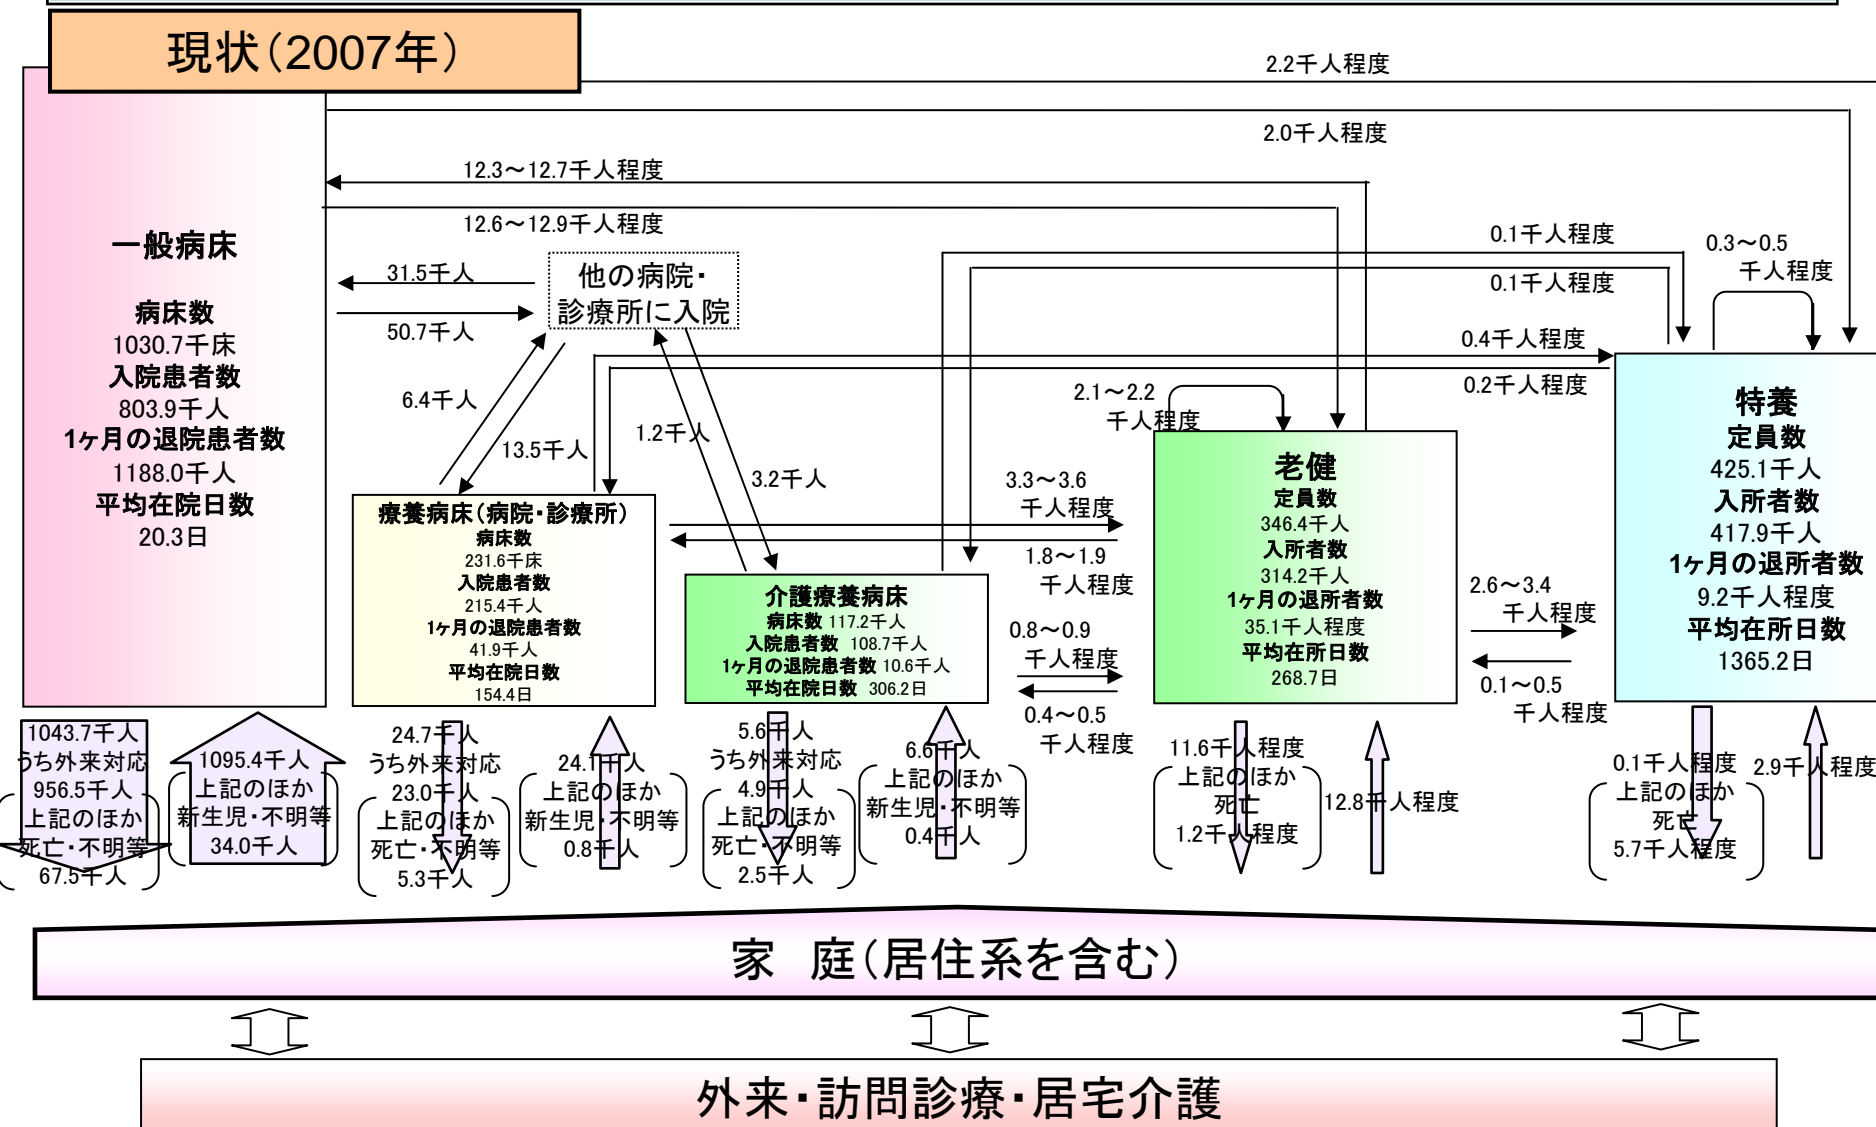 現状（2007年）
2.2千人程度
2.0千人程度
12.3～12.7千人程度
12.6～12.9千人程度
0.1千人程度
0.1千人程度
0.3～0.5
千人程度
一般病床
病床数
1030.7千床
入院患者数
803.9千人
1ヶ月の退院患者数
1188.0千人
平均在院日数
20.3日
31.5千人
50.7千人
他の病院・
診療所に入院
6.4千人
13.5千人
1.2千人
3.2千人
0.4千人程度
0.2千人程度
2.1～2.2
千人程度
療養病床（病院・診療所）
病床数
231.6千床
入院患者数
215.4千人
1ヶ月の退院患者数
41.9千人
平均在院日数
154.4日
3.3～3.6
千人程度
1.8～1.9
千人程度
介護療養病床
病床数 117.2千人
入院患者数 108.7千人
1ヶ月の退院患者数 10.6千人
平均在院日数 306.2日
0.8～0.9
千人程度
0.4～0.5
千人程度
老健
定員数
346.4千人
入所者数
314.2千人
1ヶ月の退所者数
35.1千人程度
平均在所日数
268.7日
2.6～3.4
千人程度
0.1～0.5
千人程度
特養
定員数
425.1千人
入所者数
417.9千人
1ヶ月の退所者数
9.2千人程度
平均在所日数
1365.2日
1043.7千人
うち外来対応
956.5千人
上記のほか
死亡・不明等
67.5千人
1095.4千人
上記のほか
新生児・不明等
34.0千人
24.7千人
うち外来対応
23.0千人
上記のほか
死亡・不明等
5.3千人
24.1千人
上記のほか
新生児・不明等
0.8千人
5.6千人
うち外来対応
4.9千人
上記のほか
死亡・不明等
2.5千人
6.6千人
上記のほか
新生児・不明等
0.4千人
11.6千人程度
上記のほか
死亡
1.2千人程度
12.8千人程度
0.1千人程度
上記のほか
死亡
5.7千人程度
2.9千人程度
家　庭（居住系を含む）
外来・訪問診療・居宅介護